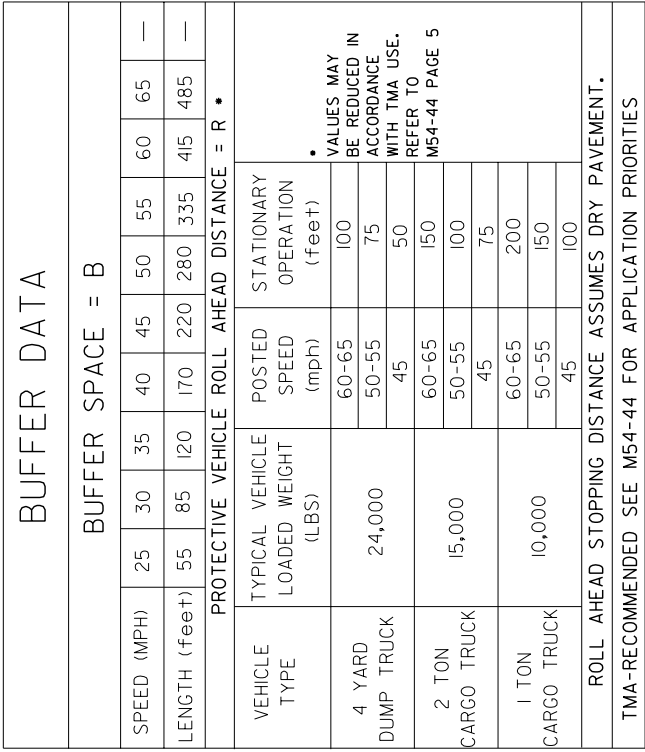 BUFFER DATA
BUFFER SPACE = B
SPEED (MPH) 25 30 35 40 45 50 55 60 65 —
LENGTH (feet) 55 85 120 170 220 280 335 415 485 —
PROTECTIVE VEHICLE ROLL AHEAD DISTANCE = R *
VEHICLE TYPE
TYPICAL VEHICLE LOADED WEIGHT (LBS)
POSTED SPEED (mph)
STATIONARY OPERATION (feet)
4 YARD
DUMP TRUCK
24,000
60-65 100
50-55 75
45 50
2 TON
CARGO TRUCK
15,000
60-65 150
50-55 100
45 75
1 TON
CARGO TRUCK
10,000
60-65 200
50-55 150
45 100
*
VALUES MAY
BE REDUCED IN
ACCORDANCE
WITH TMA USE.
REFER TO
M54-44 PAGE 5
ROLL AHEAD STOPPING DISTANCE ASSUMES DRY PAVEMENT.
TMA-RECOMMENDED SEE M54-44 FOR APPLICATION PRIORITIES